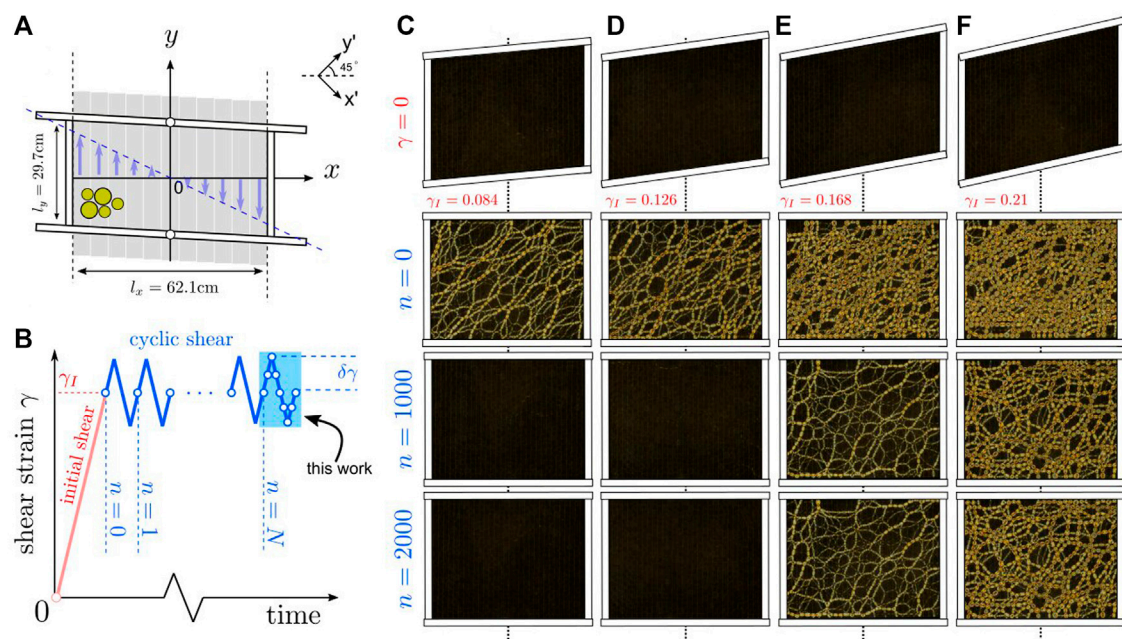 A
y
y'
45°
x'
x
0
l_y = 29.7cm
l_x = 62.1cm
B
cyclic shear
γ_I
δγ
initial shear
shear strain γ
this work
n = 0
n = 1
n = N
0
time
C D E F
γ = 0
γ_I = 0.084 γ_I = 0.126 γ_I = 0.168 γ_I = 0.21
n = 0
n = 1000
n = 2000